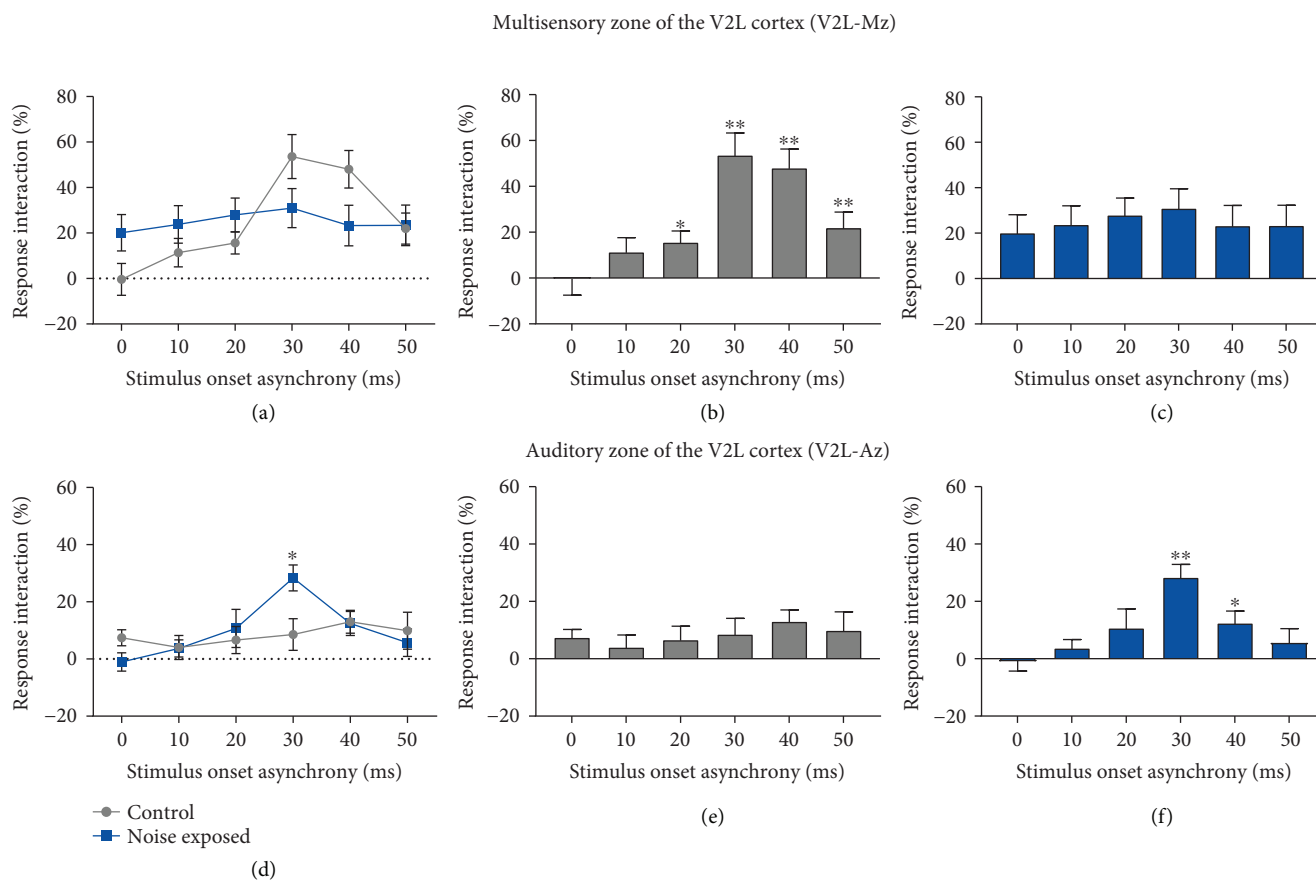 Multisensory zone of the V2L cortex (V2L-Mz)
Response interaction (%)
80
60
40
20
0
−20
0 10 20 30 40 50
Stimulus onset asynchrony (ms)
(a)
Response interaction (%)
80
60
40
20
0
−20
*
**
**
**
0 10 20 30 40 50
Stimulus onset asynchrony (ms)
(b)
Response interaction (%)
80
60
40
20
0
−20
0 10 20 30 40 50
Stimulus onset asynchrony (ms)
(c)
Auditory zone of the V2L cortex (V2L-Az)
Response interaction (%)
60
40
20
0
−20
*
0 10 20 30 40 50
Stimulus onset asynchrony (ms)
Control
Noise exposed
(d)
Response interaction (%)
60
40
20
0
−20
0 10 20 30 40 50
Stimulus onset asynchrony (ms)
(e)
Response interaction (%)
60
40
20
0
−20
**
*
0 10 20 30 40 50
Stimulus onset asynchrony (ms)
(f)